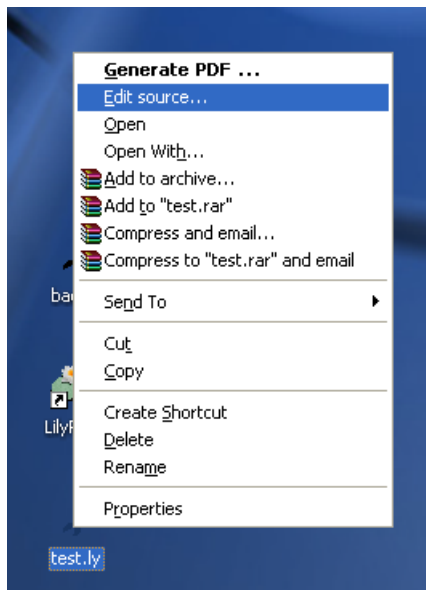 Generate PDF ...
Edit source...
Open
Open With...
Add to archive...
Add to "test.rar"
Compress and email...
Compress to "test.rar" and email
Send To
Cut
Copy
Create Shortcut
Delete
Rename
Properties
test.ly